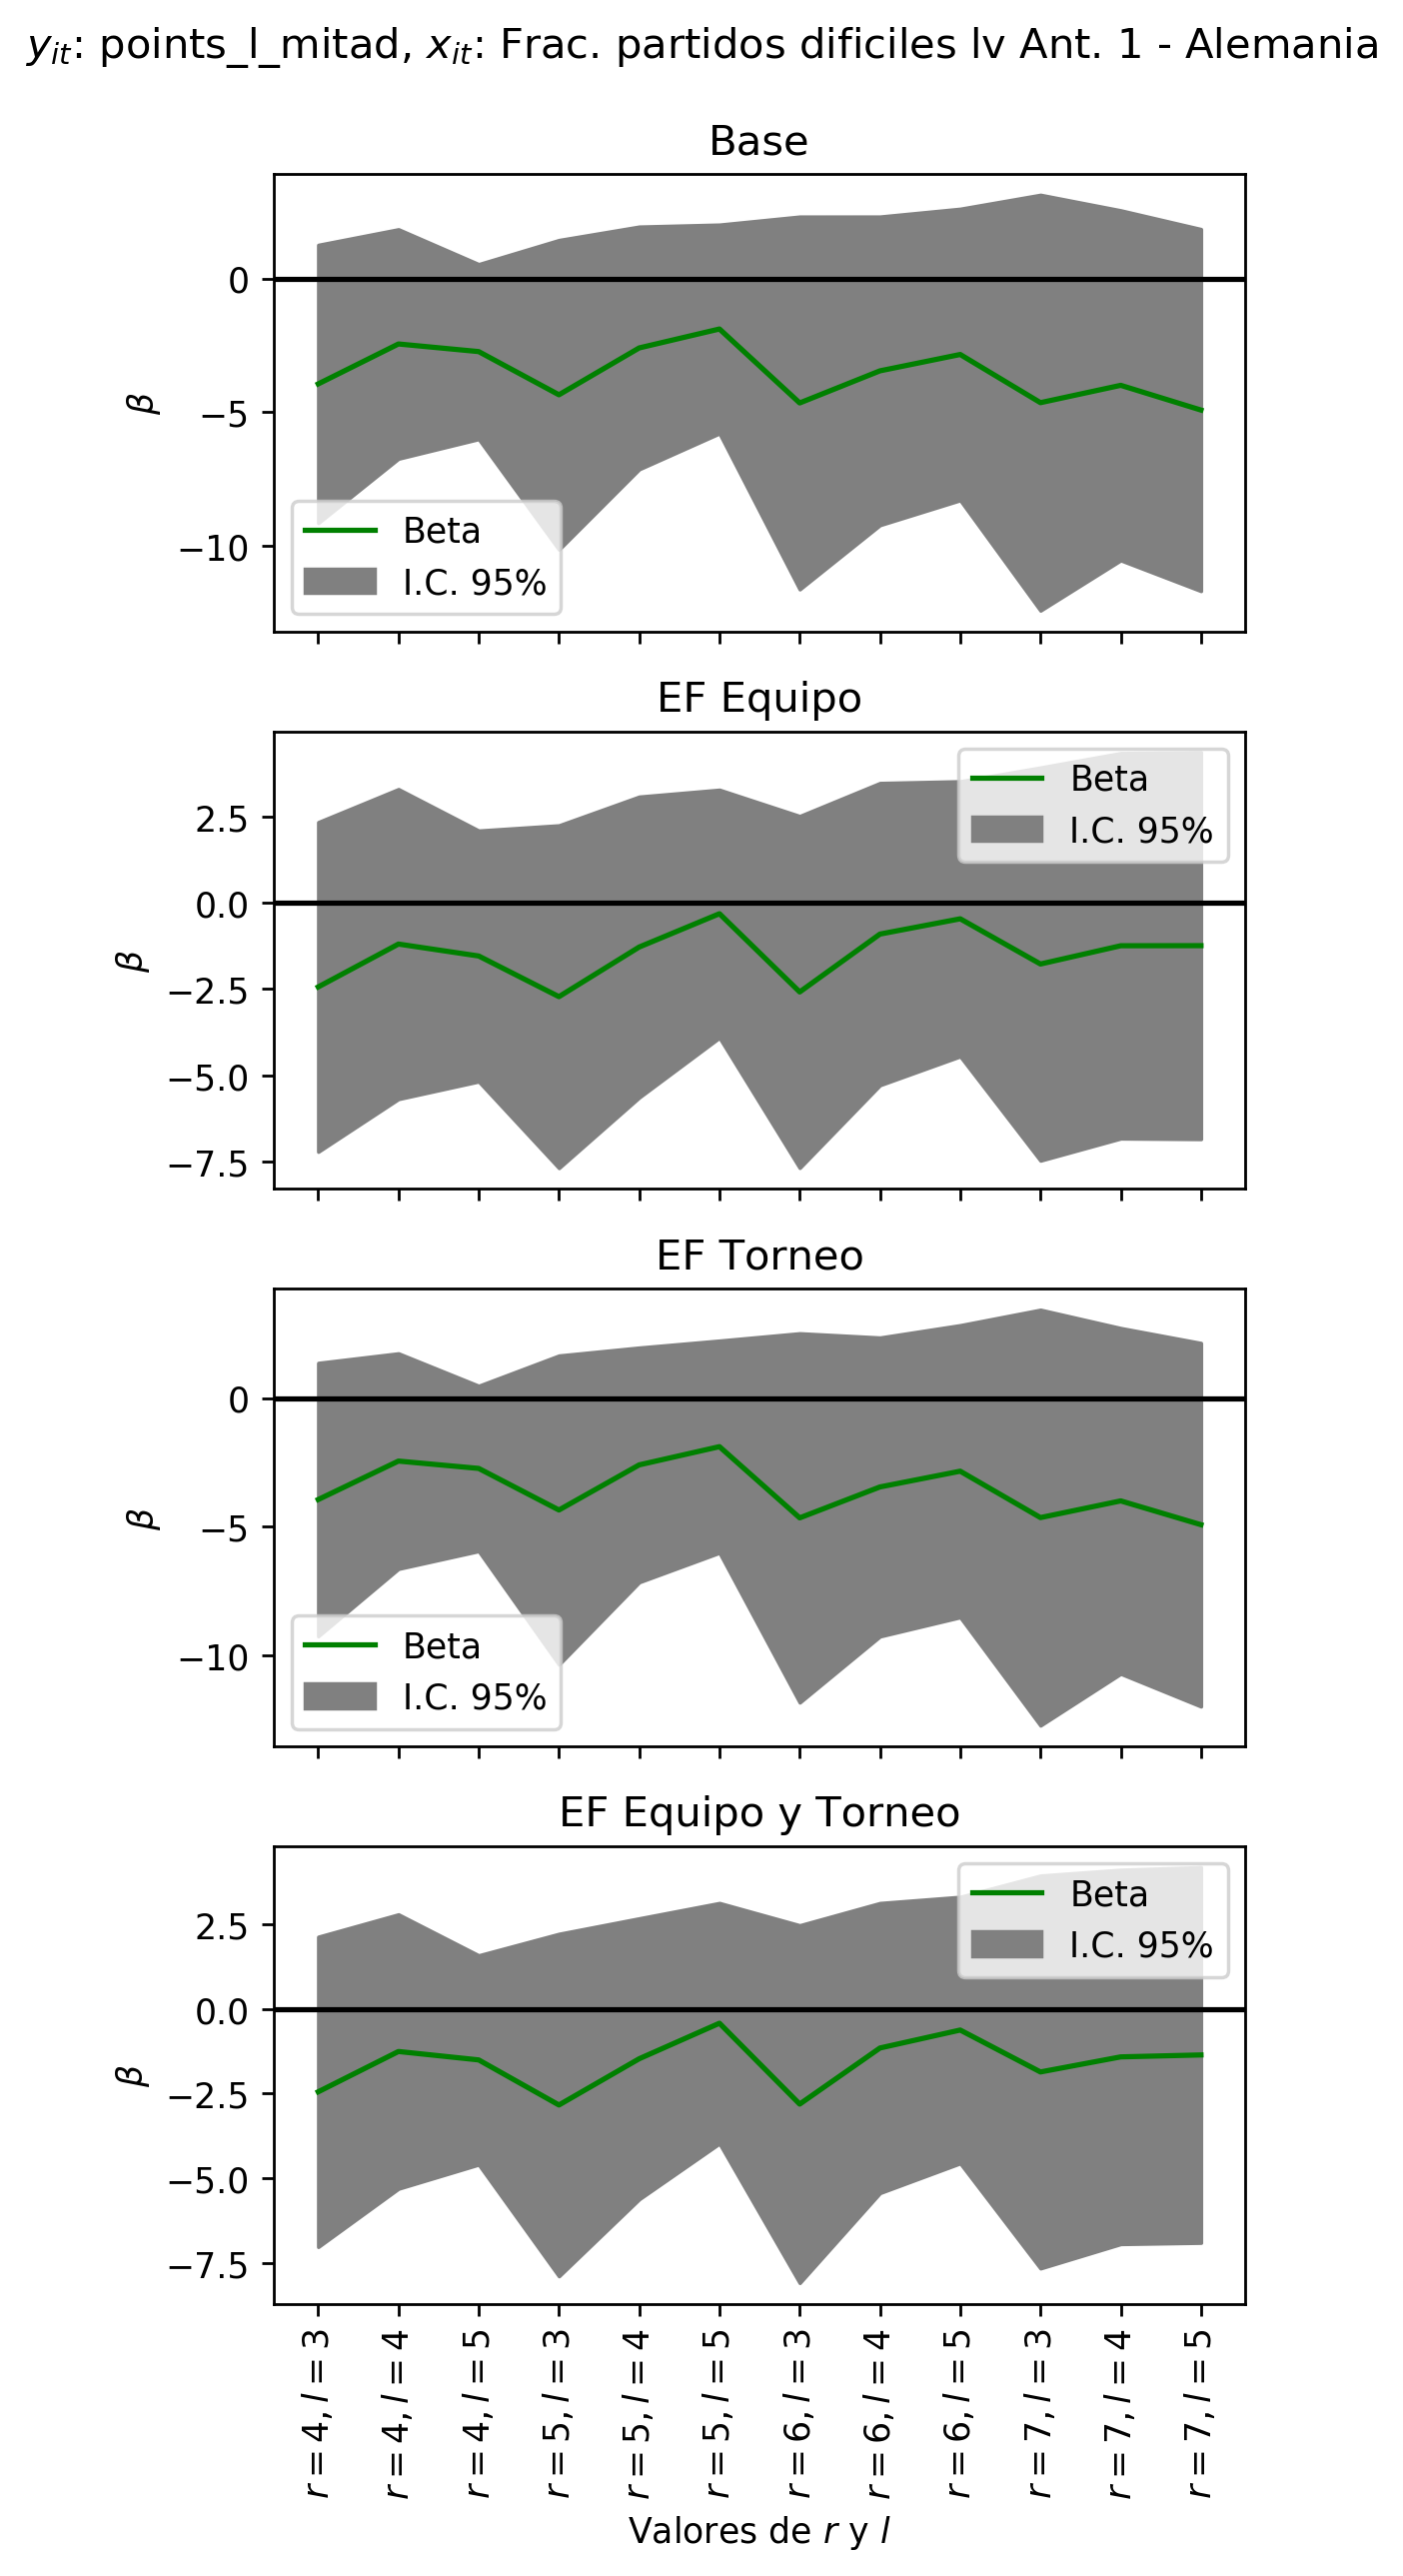 y_it: points_l_mitad, x_it: Frac. partidos dificiles lv Ant. 1 - Alemania
Base
0
−5
−10
β
Beta
I.C. 95%
EF Equipo
2.5
0.0
−2.5
−5.0
−7.5
β
Beta
I.C. 95%
EF Torneo
0
−5
−10
β
Beta
I.C. 95%
EF Equipo y Torneo
2.5
0.0
−2.5
−5.0
−7.5
β
Beta
I.C. 95%
r = 4, l = 3
r = 4, l = 4
r = 4, l = 5
r = 5, l = 3
r = 5, l = 4
r = 5, l = 5
r = 6, l = 3
r = 6, l = 4
r = 6, l = 5
r = 7, l = 3
r = 7, l = 4
r = 7, l = 5
Valores de r y l